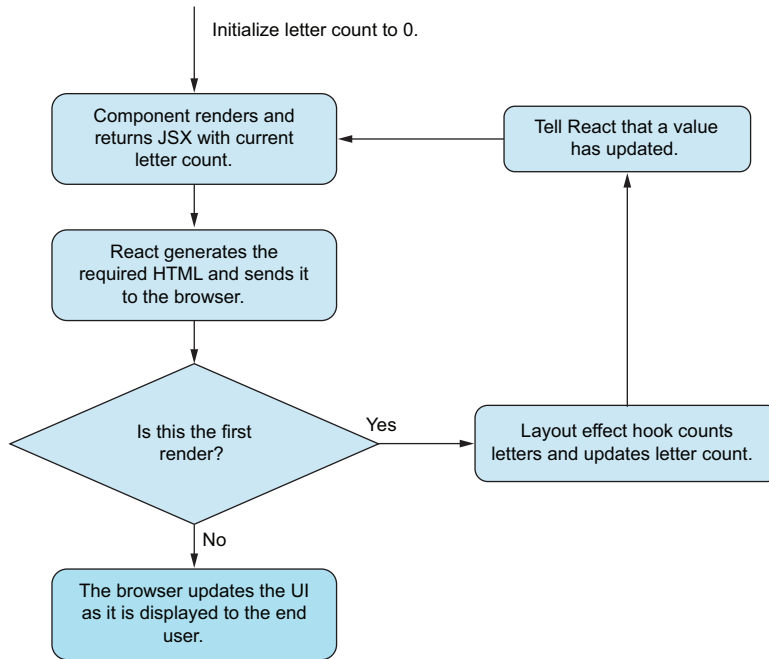 Initialize letter count to 0.
Component renders and
returns JSX with current
letter count.
Tell React that a value
has updated.
React generates the
required HTML and sends it
to the browser.
Is this the first
render?
Yes
Layout effect hook counts
letters and updates letter count.
No
The browser updates the UI
as it is displayed to the end
user.